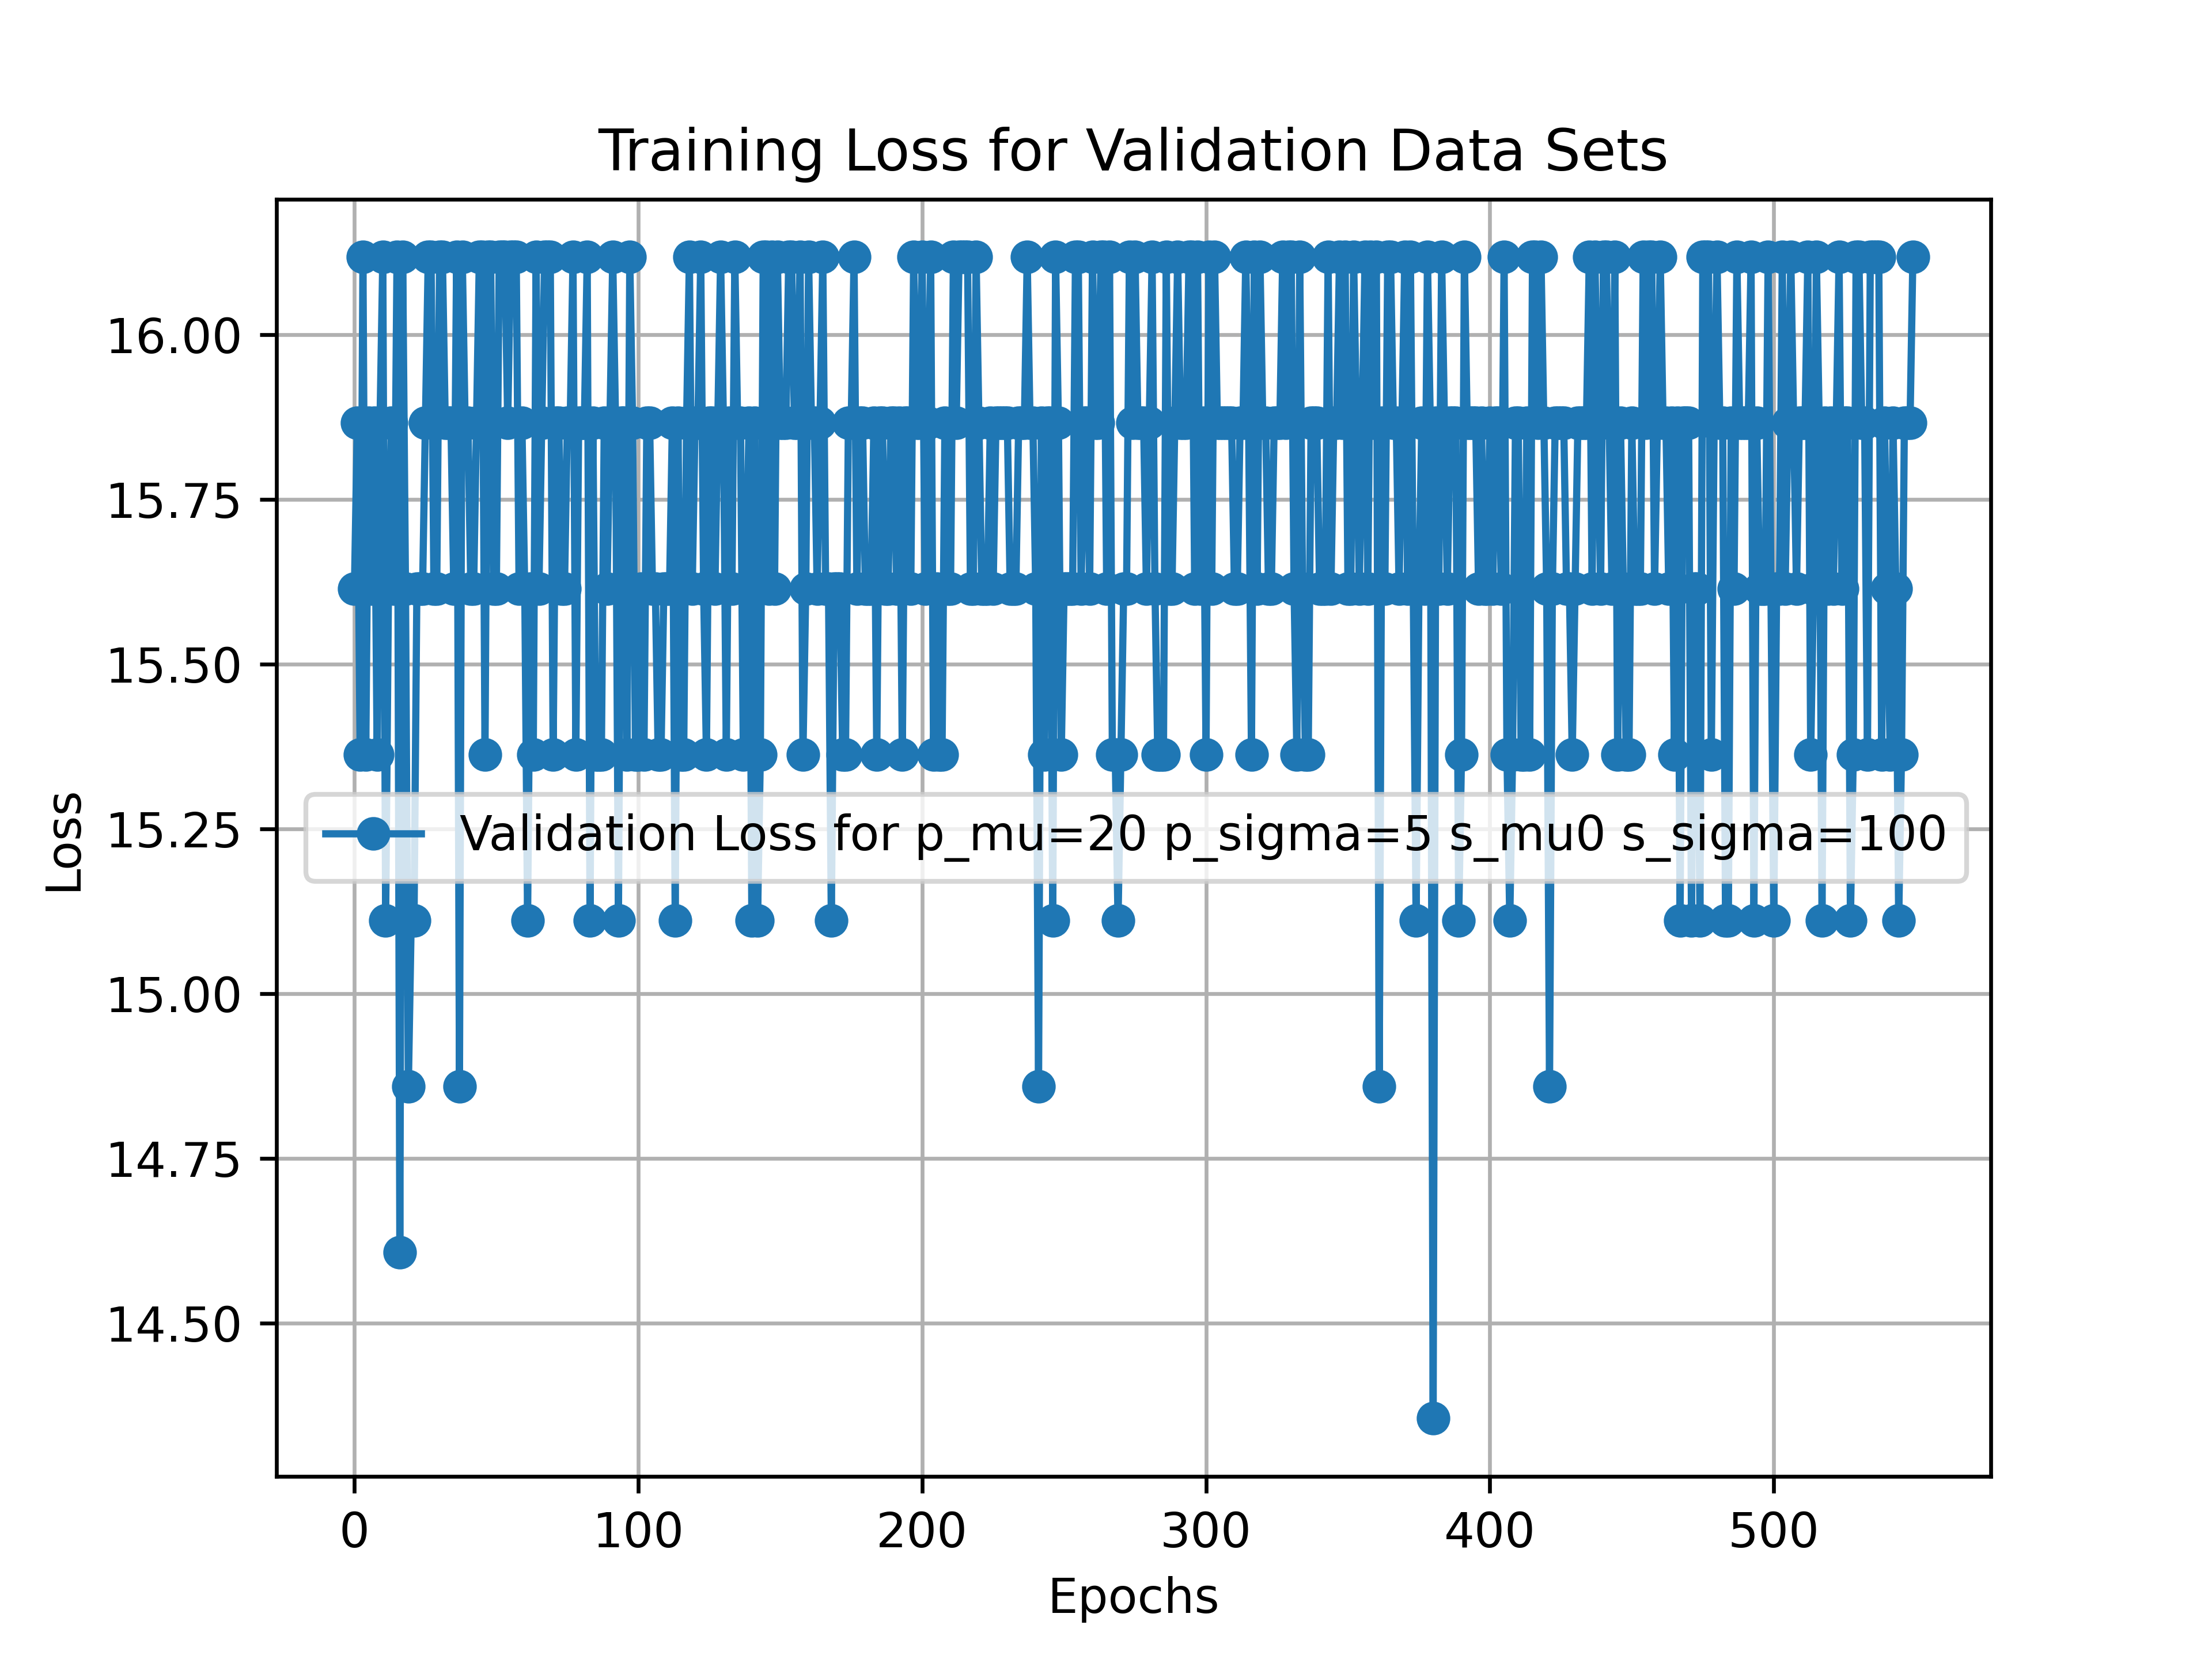 Training Loss for Validation Data Sets
Loss
16.00
15.75
15.50
15.25
15.00
14.75
14.50
Validation Loss for p_mu=20 p_sigma=5 s_mu0 s_sigma=100
0 100 200 300 400 500
Epochs